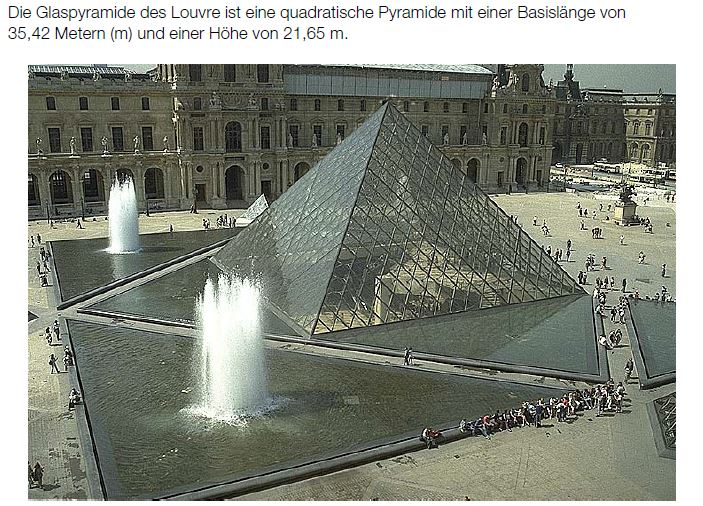 Die Glaspyramide des Louvre ist eine quadratische Pyramide mit einer Basislänge von
35,42 Metern (m) und einer Höhe von 21,65 m.